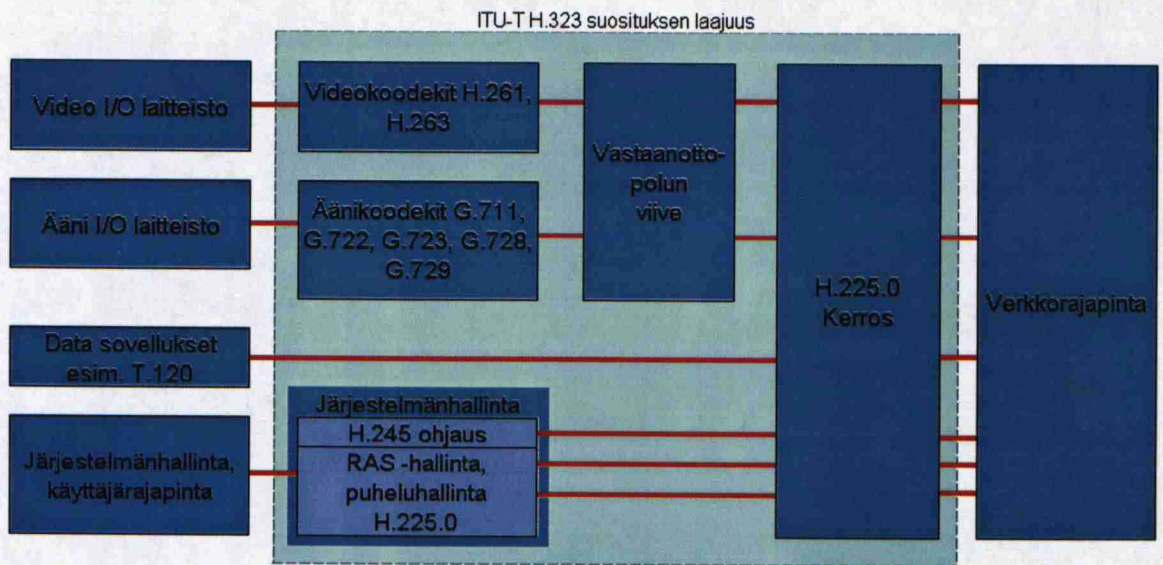 ITU-T H.323 suosituksen laajuus
Video I/O laitteisto
Videokoodekit H.261,
H.263
Vastaanotto-
polun
viive
Ääni I/O laitteisto
Äänikoodekit G.711,
G.722, G.723, G.728,
G.729
H.225.0
Kerros
Verkkorajapinta
Data sovellukset
esim. T.120
Järjestelmänhallinta,
käyttäjärajapinta
Järjestelmänhallinta
H.245 ohjaus
RAS -hallinta,
puheluhallinta
H.225.0